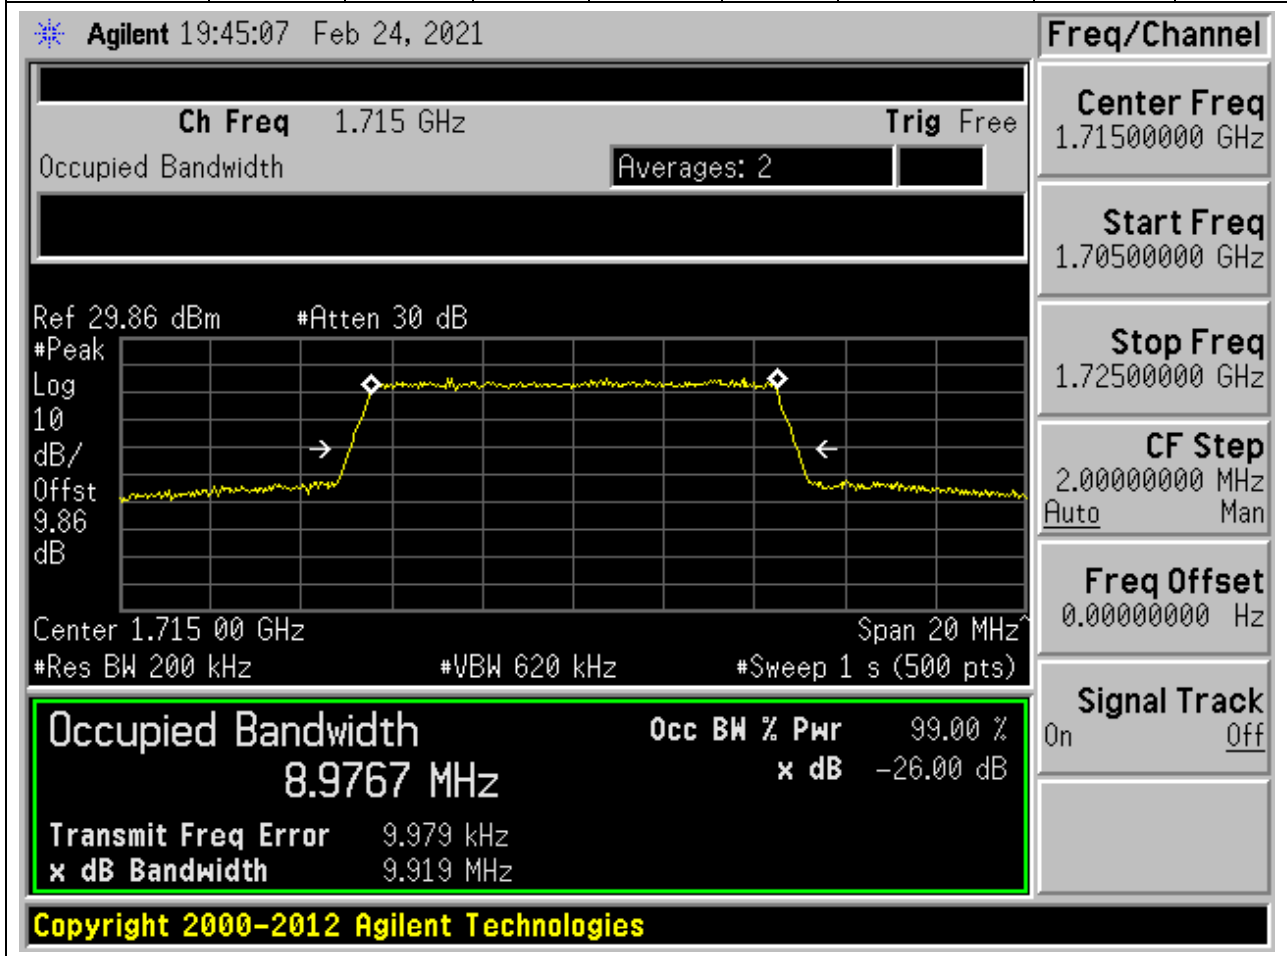 Agilent 19:45:07 Feb 24, 2021
Freq/Channel
Ch Freq 1.715 GHz Trig Free
Occupied Bandwidth Averages: 2
Center Freq
1.71500000 GHz
Start Freq
1.70500000 GHz
Stop Freq
1.72500000 GHz
CF Step
2.00000000 MHz
Auto Man
Freq Offset
0.00000000 Hz
Signal Track
On Off
Ref 29.86 dBm #Atten 30 dB
#Peak
Log
10
dB/
Offst
9.86
dB
Center 1.715 00 GHz Span 20 MHz^
#Res BW 200 kHz #VBW 620 kHz #Sweep 1 s (500 pts)
Occupied Bandwidth Occ BW % Pwr 99.00 %
8.9767 MHz x dB -26.00 dB
Transmit Freq Error 9.979 kHz
x dB Bandwidth 9.919 MHz
Copyright 2000-2012 Agilent Technologies